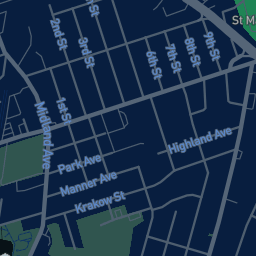 St
2nd St
3rd St
St M
9th St
8th St
7th St
6th St
1st St
Midland Ave
Highland Ave
Park Ave
Manner Ave
Krakow St